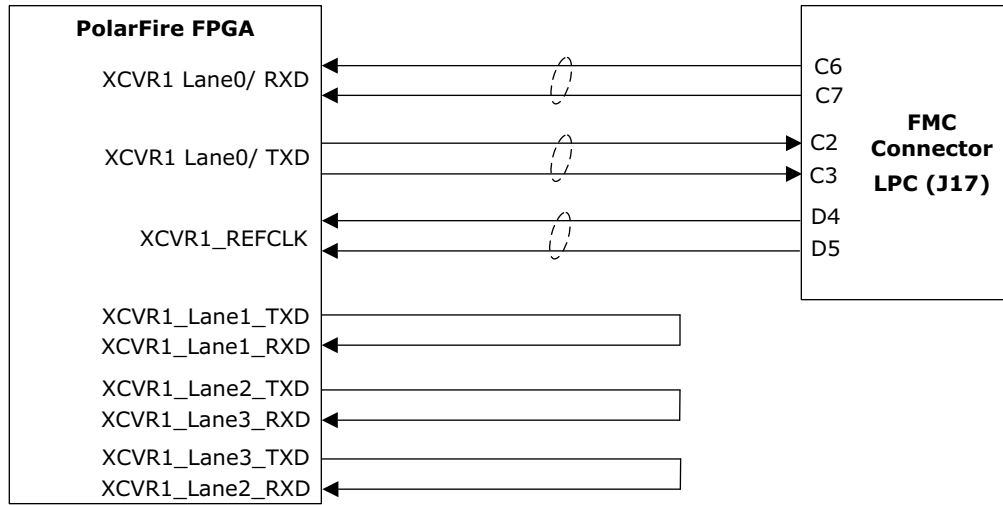 PolarFire FPGA
XCVR1 Lane0/ RXD
XCVR1 Lane0/ TXD
XCVR1_REFCLK
XCVR1_Lane1_TXD
XCVR1_Lane1_RXD
XCVR1_Lane2_TXD
XCVR1_Lane3_RXD
XCVR1_Lane3_TXD
XCVR1_Lane2_RXD
C6
C7
C2
C3
D4
D5
FMC
Connector
LPC (J17)